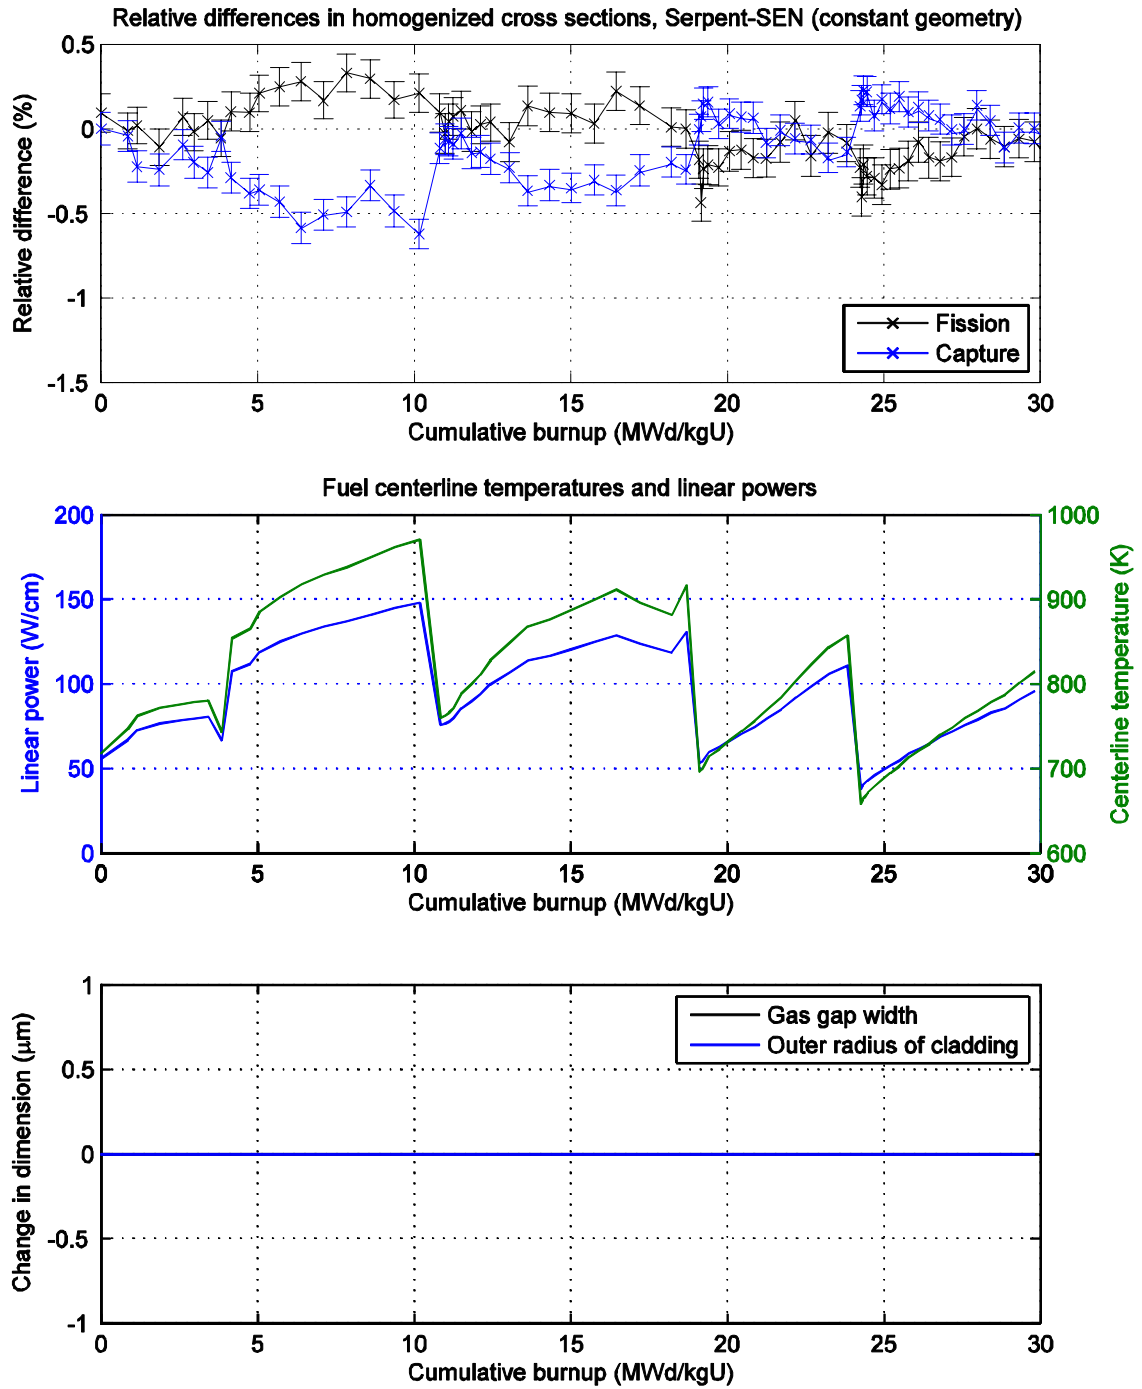 Relative differences in homogenized cross sections, Serpent-SEN (constant geometry)
Relative difference (%)
0.5
0
-0.5
-1
-1.5
Fission
Capture
0 5 10 15 20 25 30
Cumulative burnup (MWd/kgU)
Fuel centerline temperatures and linear powers
Linear power (W/cm)
200
150
100
50
0
1000
900
800
700
600
Centerline temperature (K)
0 5 10 15 20 25 30
Cumulative burnup (MWd/kgU)
Change in dimension (μm)
1
0.5
0
-0.5
-1
Gas gap width
Outer radius of cladding
0 5 10 15 20 25 30
Cumulative burnup (MWd/kgU)